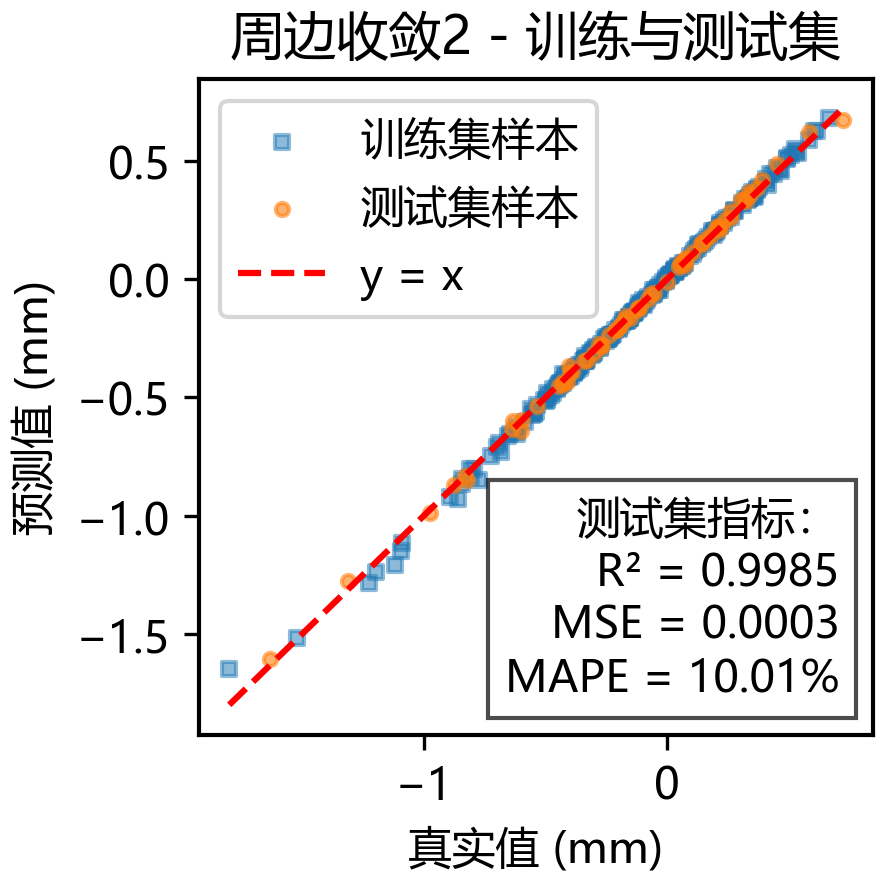 周边收敛2 - 训练与测试集
训练集样本
测试集样本
y = x
预测值 (mm)
0.5
0.0
−0.5
−1.0
−1.5
测试集指标：
R² = 0.9985
MSE = 0.0003
MAPE = 10.01%
−1
0
真实值 (mm)